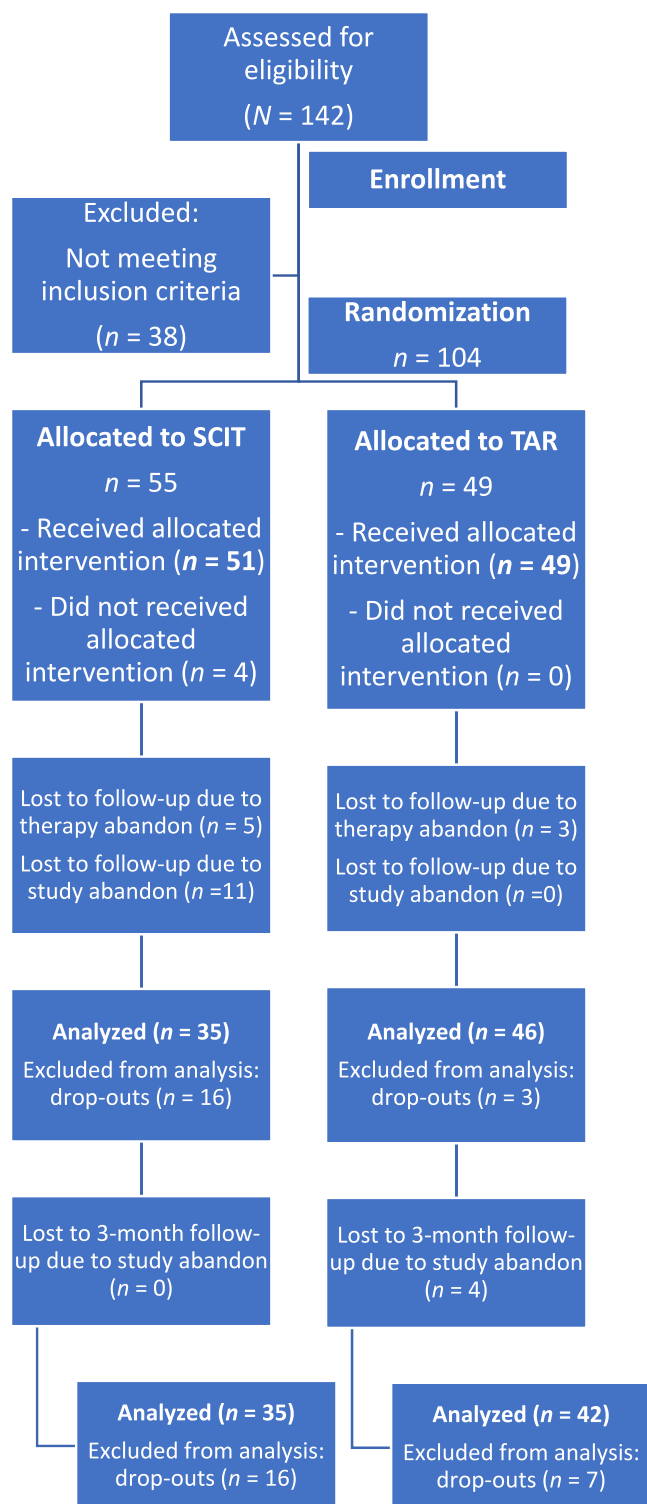 Assessed for
eligibility
(N = 142)
Enrollment
Excluded:
Not meeting
inclusion criteria
(n = 38)
Randomization
n = 104
Allocated to SCIT
n = 55
- Received allocated
intervention (n = 51)
- Did not received
allocated
intervention (n = 4)
Allocated to TAR
n = 49
- Received allocated
intervention (n = 49)
- Did not received
allocated
intervention (n = 0)
Lost to follow-up due to
therapy abandon (n = 5)
Lost to follow-up due to
study abandon (n =11)
Lost to follow-up due to
therapy abandon (n = 3)
Lost to follow-up due to
study abandon (n =0)
Analyzed (n = 35)
Excluded from analysis:
drop-outs (n = 16)
Analyzed (n = 46)
Excluded from analysis:
drop-outs (n = 3)
Lost to 3-month follow-
up due to study abandon
(n = 0)
Lost to 3-month follow-
up due to study abandon
(n = 4)
Analyzed (n = 35)
Excluded from analysis:
drop-outs (n = 16)
Analyzed (n = 42)
Excluded from analysis:
drop-outs (n = 7)